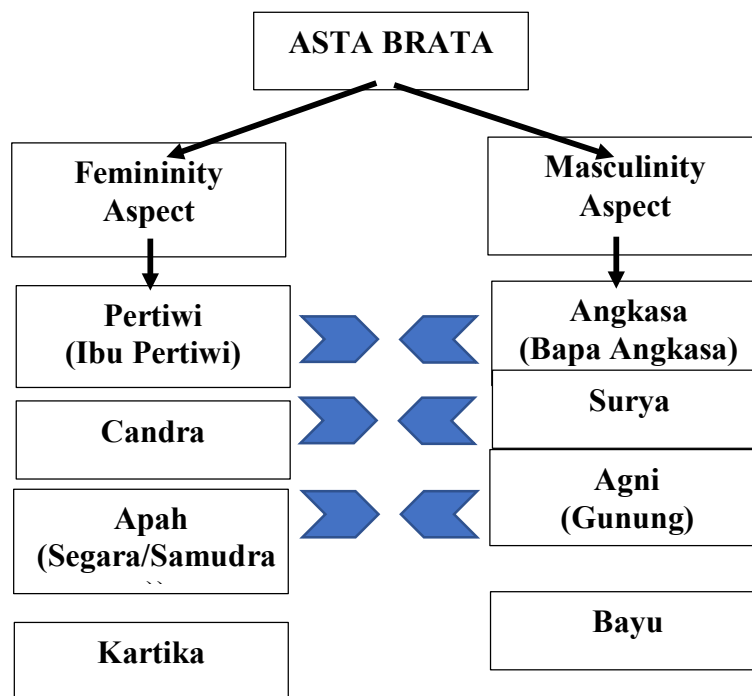 ASTA BRATA
Femininity
Aspect
Masculinity
Aspect
Pertiwi
(Ibu Pertiwi)
Angkasa
(Bapa Angkasa)
Candra
Surya
Apah
(Segara/Samudra
Agni
(Gunung)
Kartika
Bayu